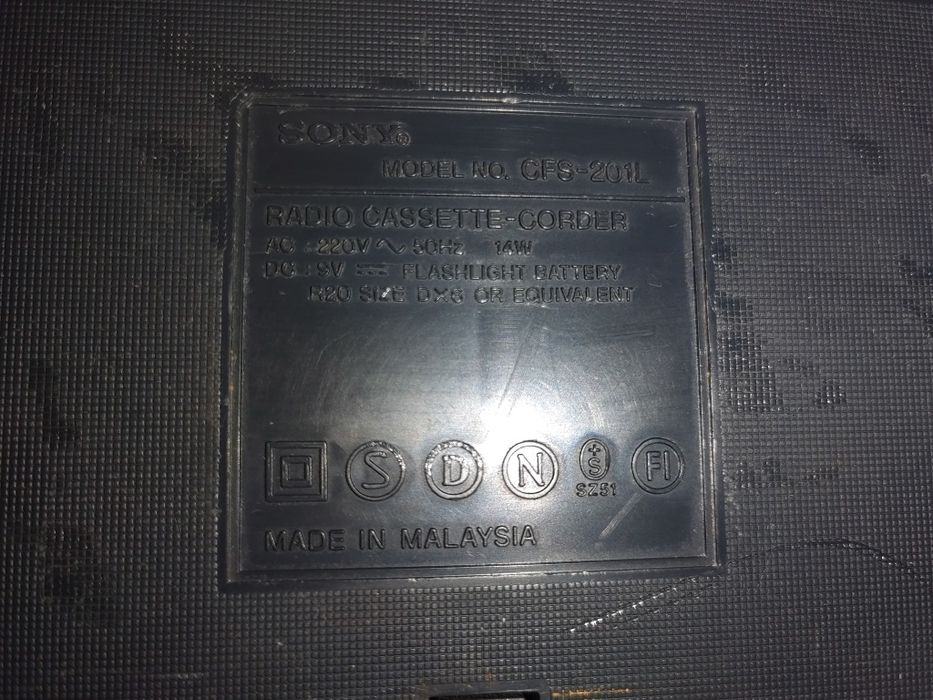 SONY®
MODEL NO. CFS-201L
RADIO CASSETTE-CORDER
AC : 220V ∿ 50Hz 14W
DC : 9V ⎓ FLASHLIGHT BATTERY
R20 SIZE D×6 OR EQUIVALENT
S D N +S FI
SZ51
MADE IN MALAYSIA